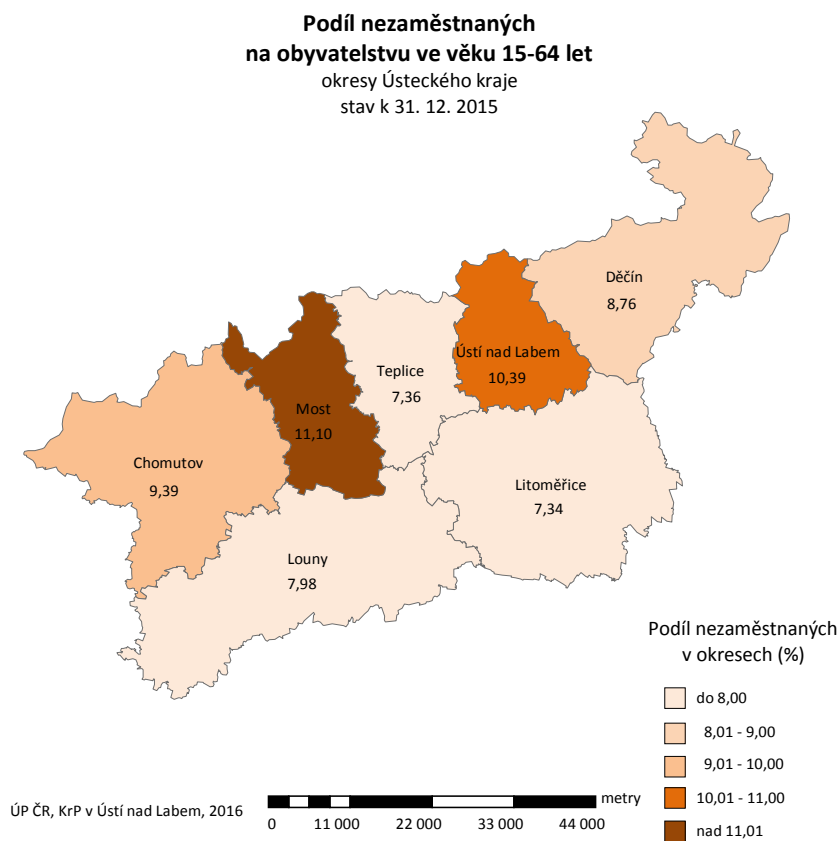 Podíl nezaměstnaných
na obyvatelstvu ve věku 15-64 let
okresy Ústeckého kraje
stav k 31. 12. 2015
Děčín
8,76
Ústí nad Labem
10,39
Teplice
7,36
Most
11,10
Chomutov
9,39
Litoměřice
7,34
Louny
7,98
Podíl nezaměstnaných
v okresech (%)
do 8,00
8,01 - 9,00
9,01 - 10,00
10,01 - 11,00
nad 11,01
metry
0 11 000 22 000 33 000 44 000
ÚP ČR, KrP v Ústí nad Labem, 2016